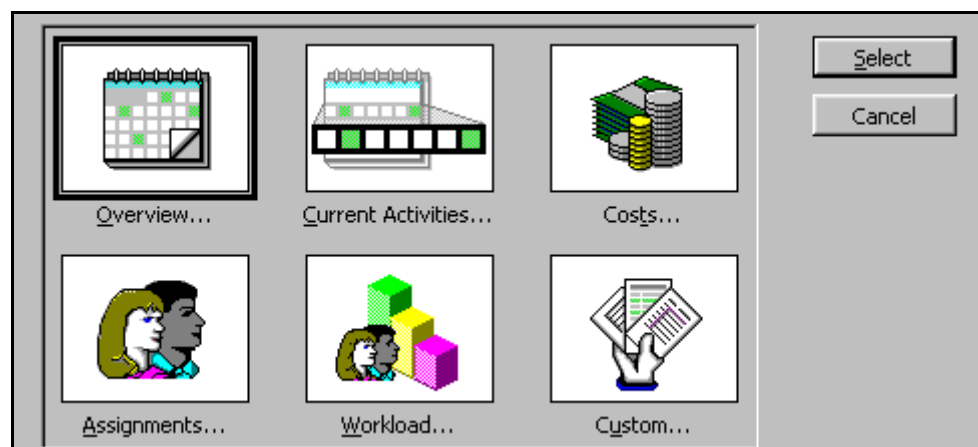 Select
Cancel
Overview...
Current Activities...
Costs...
Assignments...
Workload...
Custom...